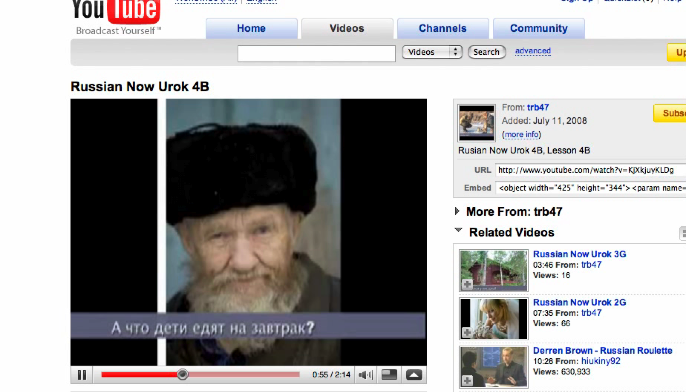 YouTube
Broadcast Yourself™
Home
Videos
Channels
Community
Videos
Search
advanced
Russian Now Urok 4B
А что дети едят на завтрак?
0:55 / 2:14
From: trb47
Added: July 11, 2008
(more info)
Rusian Now Urok 4B, Lesson 4B
URL http://www.youtube.com/watch?v=KjXkjuyKLDg
Embed <object width="425" height="344"><param name=
More From: trb47
Related Videos
Russian Now Urok 3G
03:46 From: trb47
Views: 16
Russian Now Urok 2G
07:35 From: trb47
Views: 66
Derren Brown - Russian Roulette
10:28 From: hiukiny92
Views: 630,933